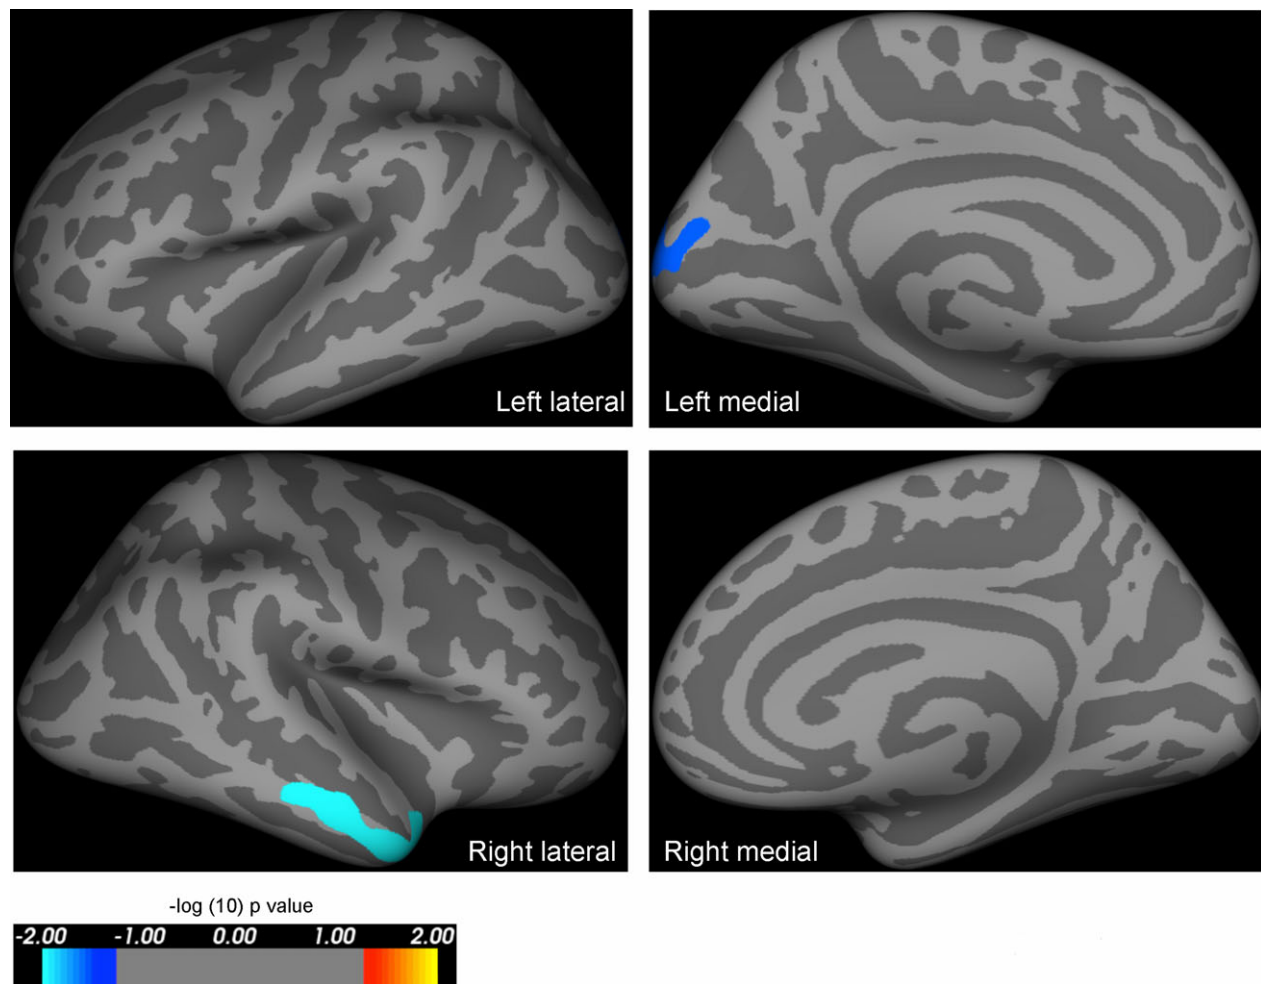 Left lateral
Left medial
Right lateral
Right medial
-log (10) p value
-2.00 -1.00 0.00 1.00 2.00